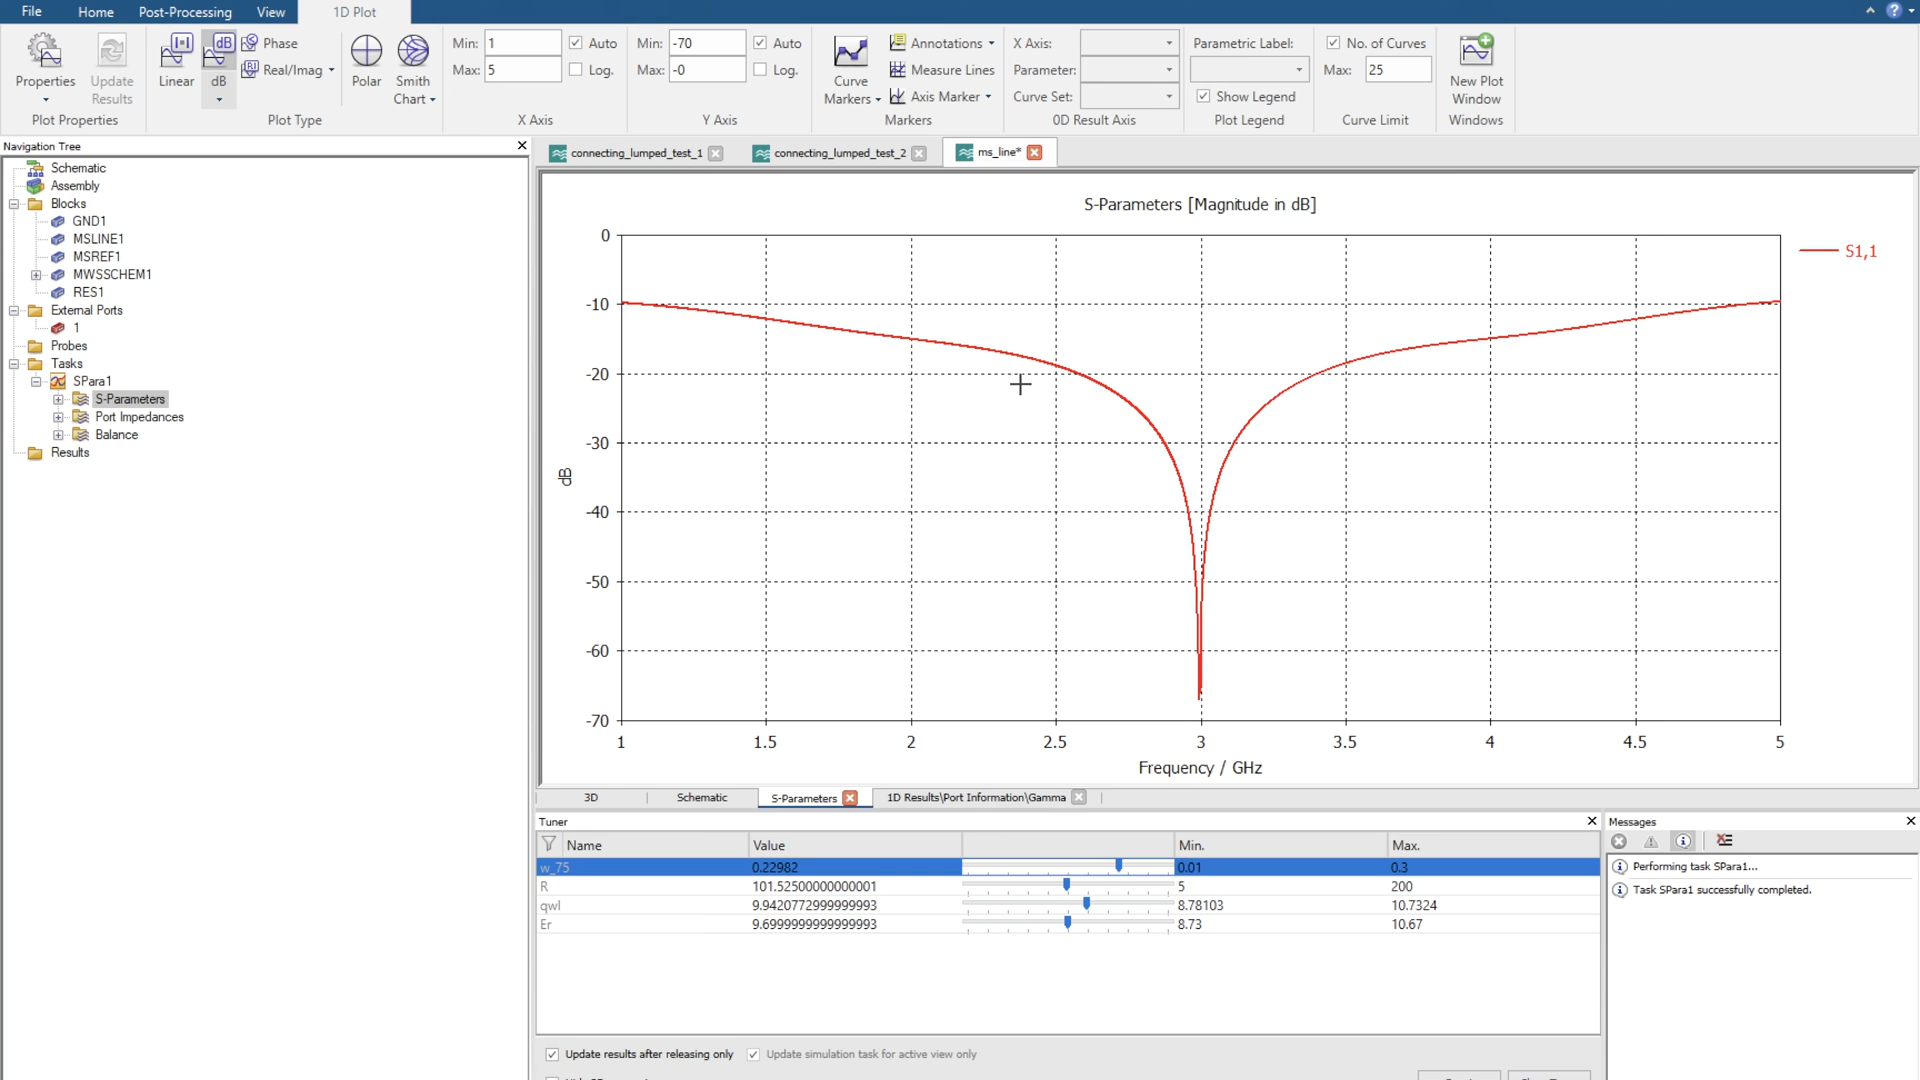 File Home Post-Processing View 1D Plot
Properties
Update
Results
Plot Properties
Linear
dB
Phase
Real/Imag
Polar
Smith
Chart
Plot Type
Min: 1 Auto
Max: 5 Log.
X Axis
Min: -70 Auto
Max: -0 Log.
Y Axis
Curve
Markers
Annotations
Measure Lines
Axis Marker
Markers
X Axis:
Parameter:
Curve Set:
0D Result Axis
Parametric Label:
Show Legend
Plot Legend
No. of Curves
Max: 25
Curve Limit
New Plot
Window
Windows
Navigation Tree
Schematic
Assembly
Blocks
GND1
MSLINE1
MSREF1
MWSSCHEM1
RES1
External Ports
1
Probes
Tasks
SPara1
S-Parameters
Port Impedances
Balance
Results
connecting_lumped_test_1 connecting_lumped_test_2 ms_line*
S-Parameters [Magnitude in dB]
S1,1
0
-10
-20
-30
-40
-50
-60
-70
dB
1 1.5 2 2.5 3 3.5 4 4.5 5
Frequency / GHz
3D Schematic S-Parameters 1D Results\Port Information\Gamma
Tuner
Name Value Min. Max.
w_75 0.22982 0.01 0.3
R 101.52500000000001 5 200
qwl 9.9420772999999993 8.78103 10.7324
Er 9.6999999999999993 8.73 10.67
Update results after releasing only Update simulation task for active view only
Messages
Performing task SPara1...
Task SPara1 successfully completed.